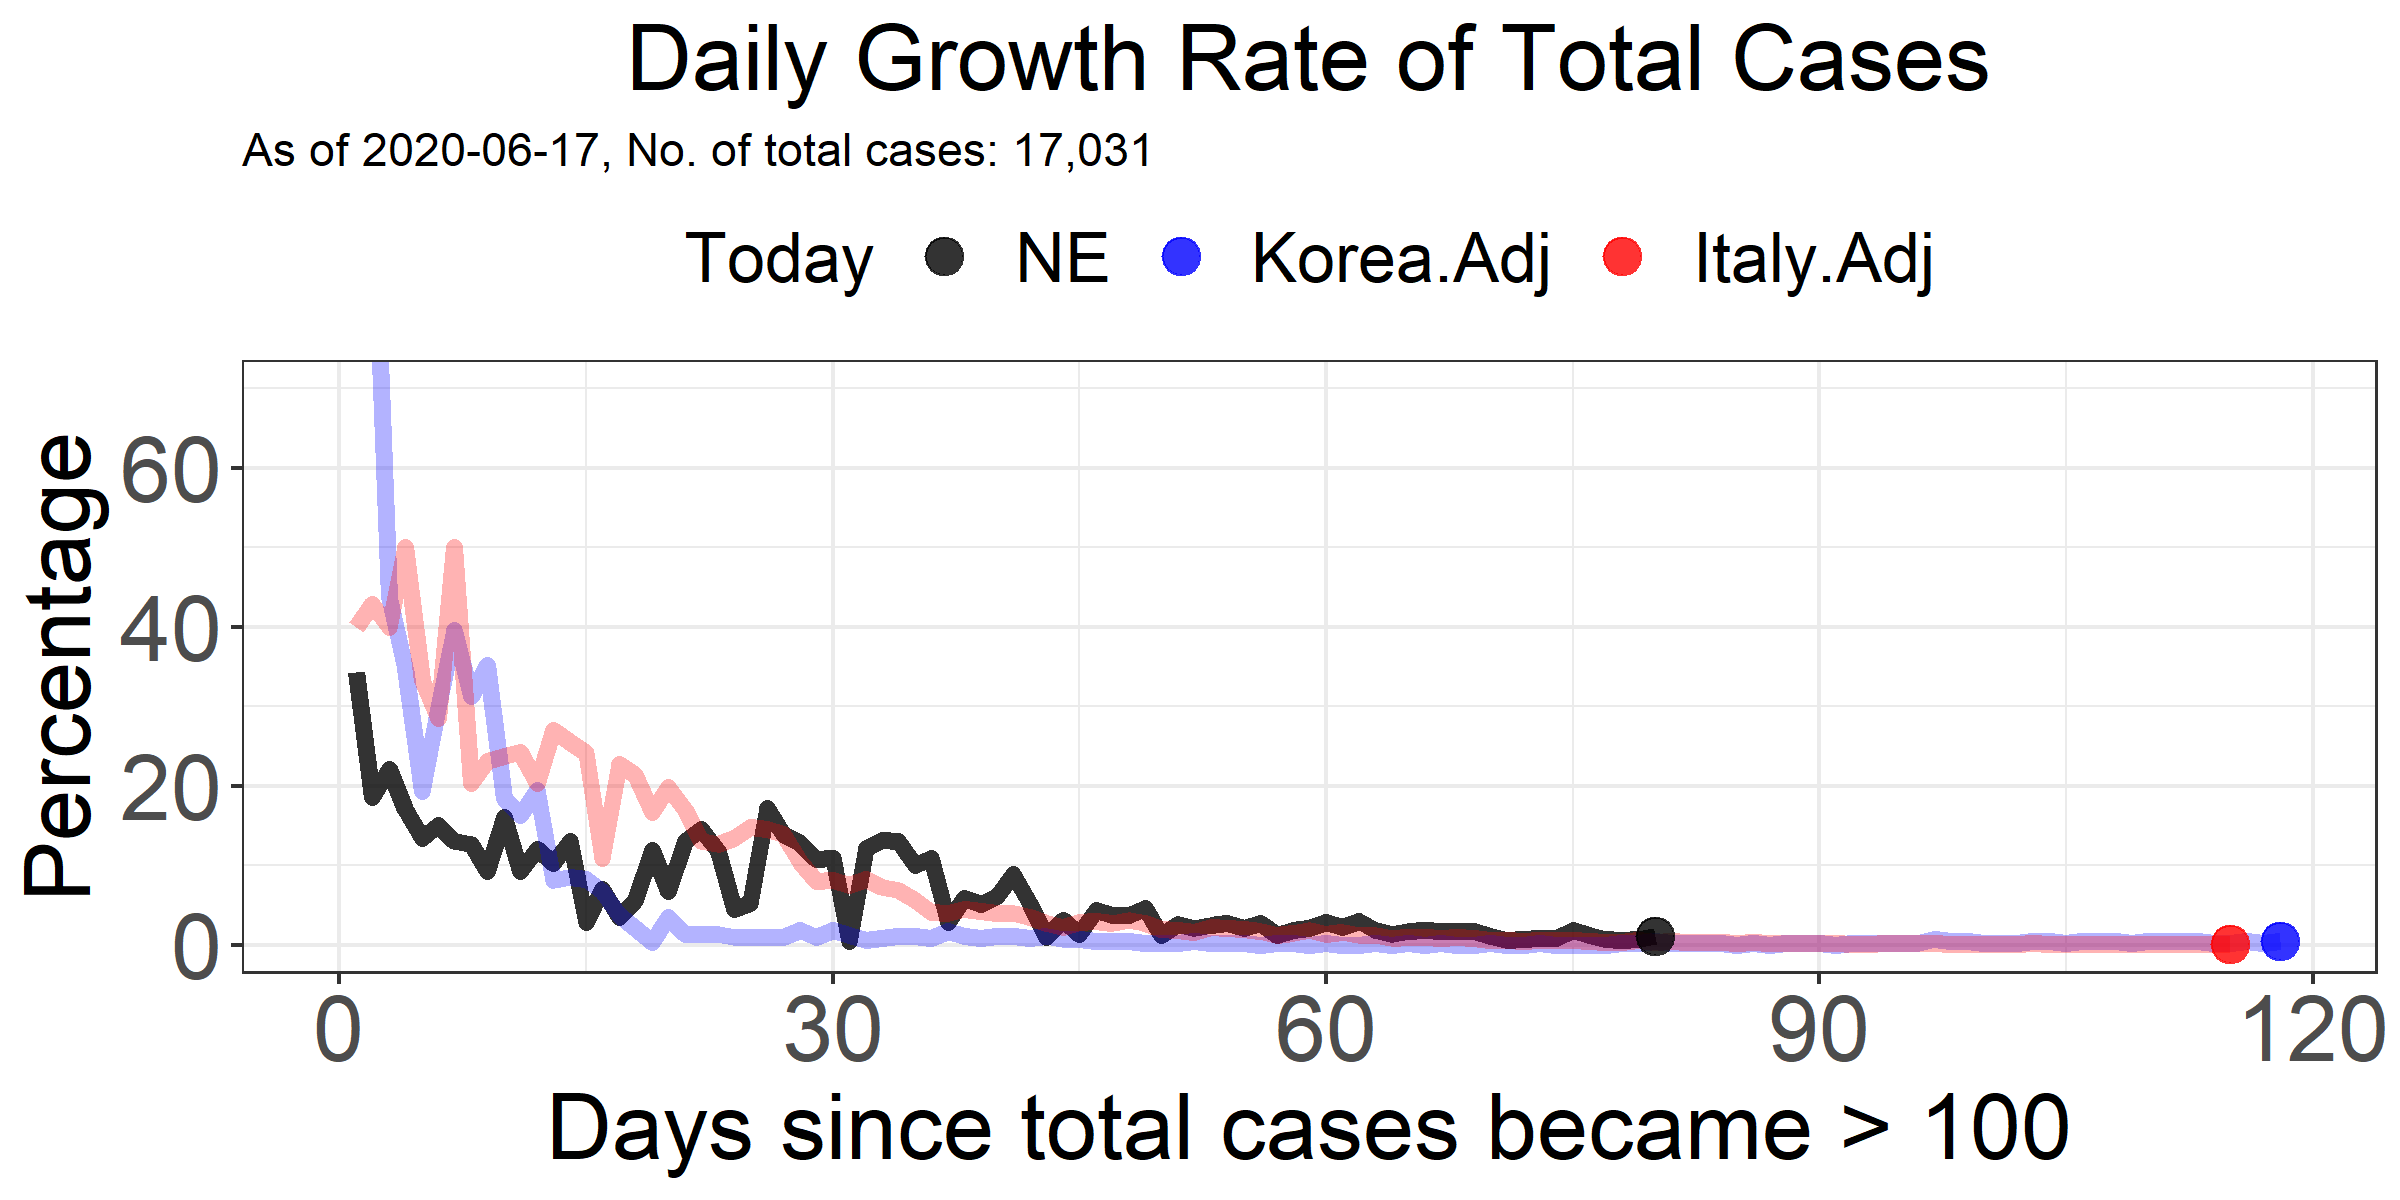 Daily Growth Rate of Total Cases
As of 2020-06-17, No. of total cases: 17,031
Today NE Korea.Adj Italy.Adj
Percentage
60
40
20
0
0 30 60 90 120
Days since total cases became > 100